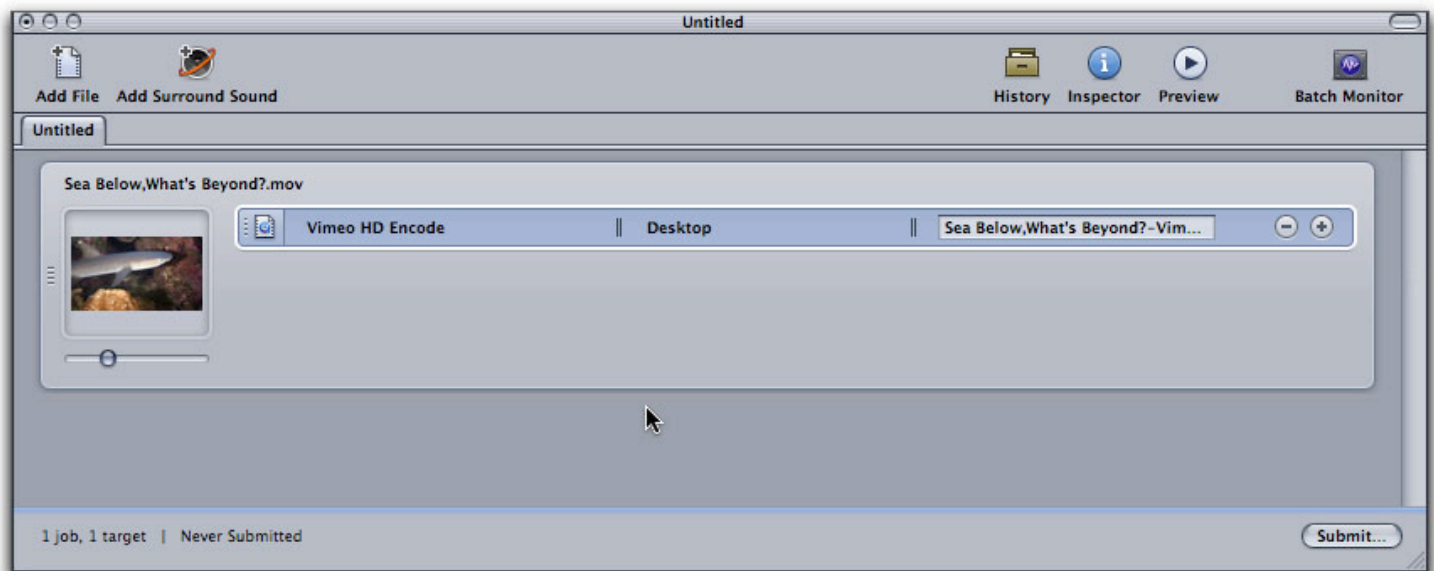 Untitled
Add File Add Surround Sound History Inspector Preview Batch Monitor
Untitled
Sea Below,What's Beyond?.mov
Vimeo HD Encode Desktop Sea Below,What's Beyond?-Vim...
1 job, 1 target | Never Submitted Submit...